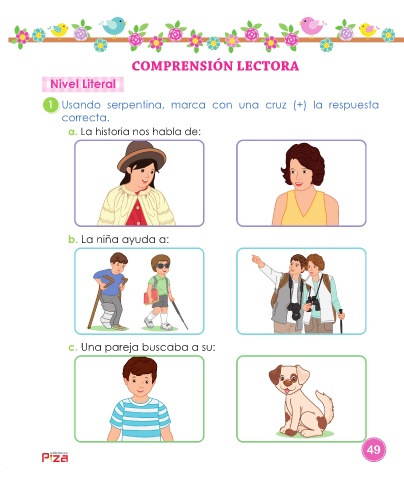 COMPRENSIÓN LECTORA
Nivel Literal
1 Usando serpentina, marca con una cruz (+) la respuesta
correcta.
a. La historia nos habla de:
b. La niña ayuda a:
c. Una pareja buscaba a su:
P'zа
49